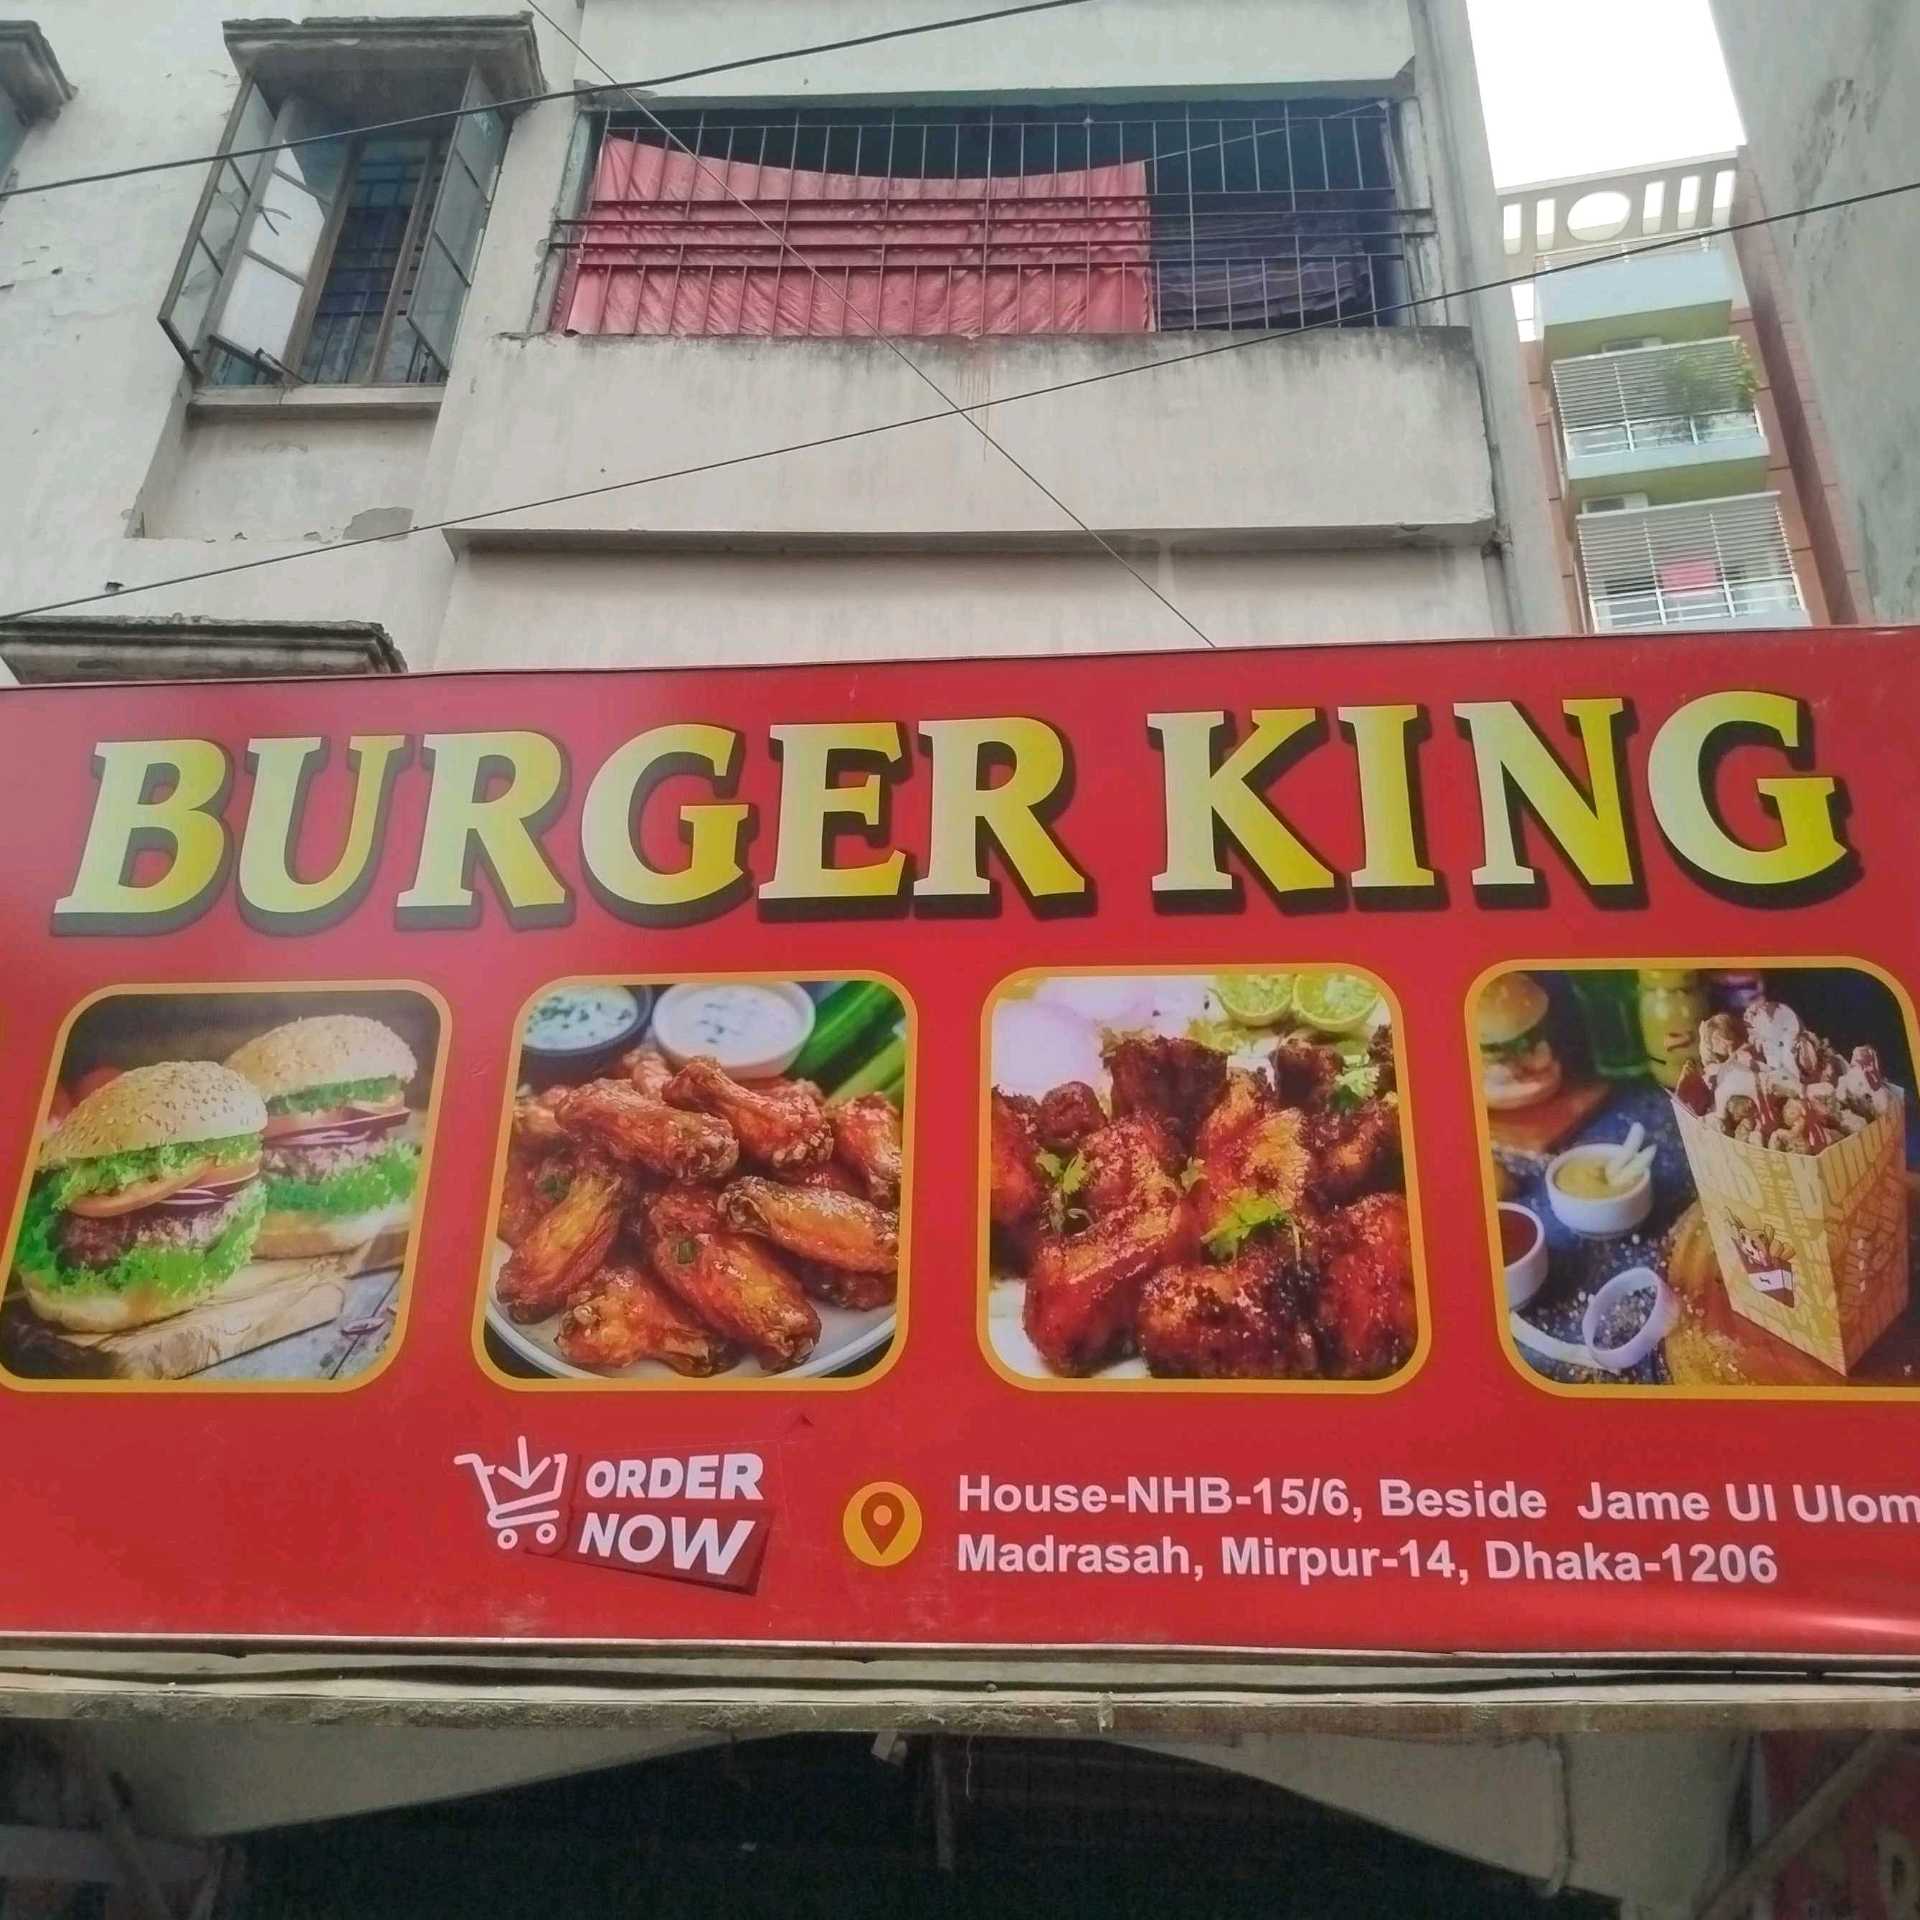 BURGER KING
ORDER
NOW
House-NHB-15/6, Beside Jame Ul Ulom
Madrasah, Mirpur-14, Dhaka-1206